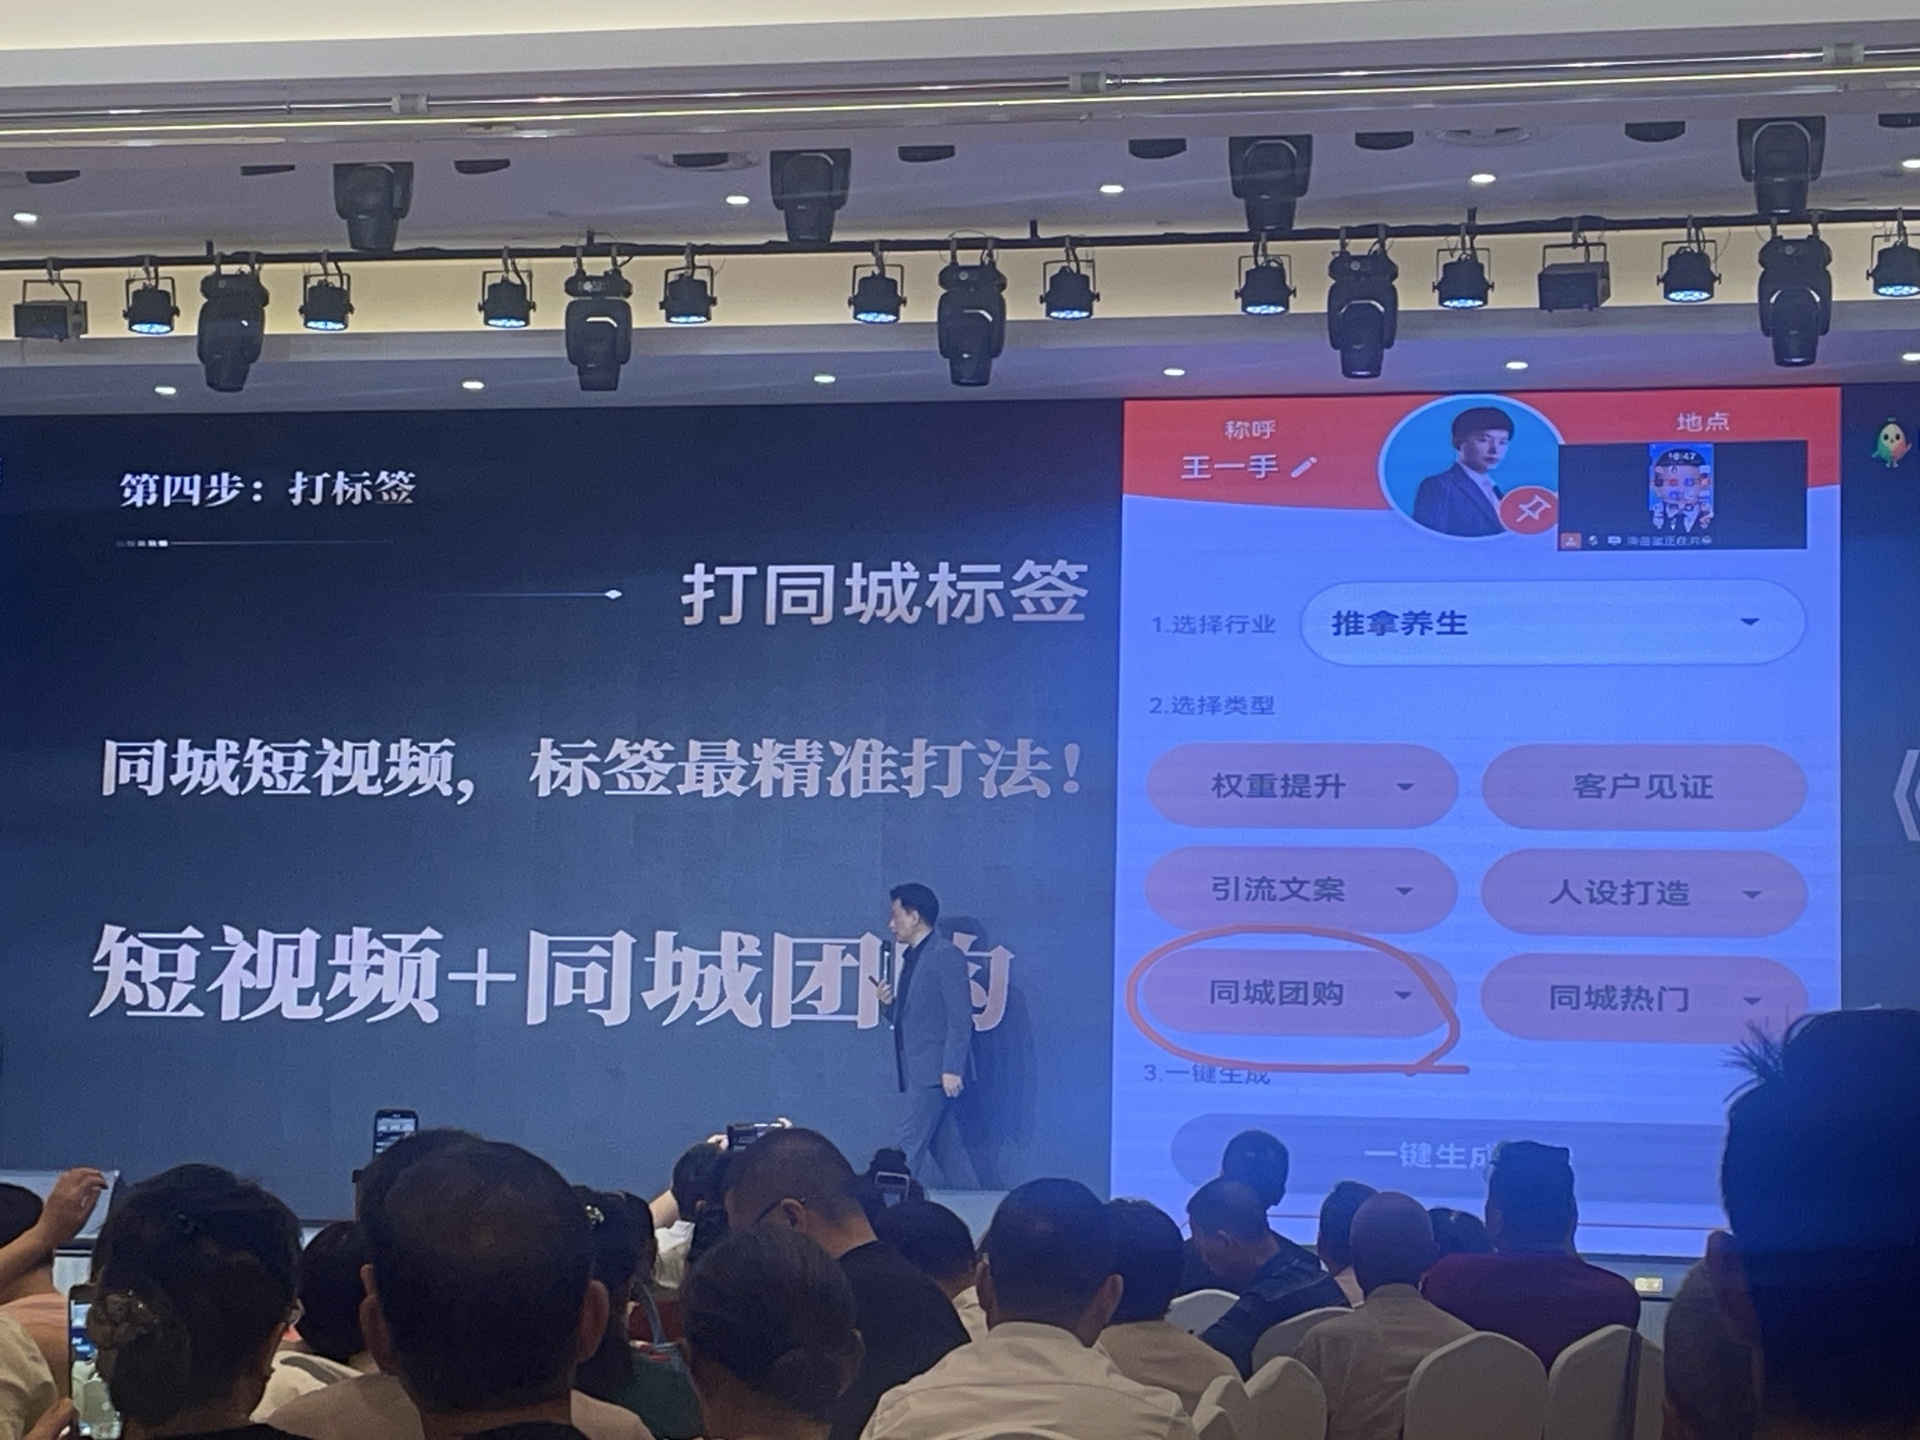 第四步：打标签
打同城标签
同城短视频，标签最精准打法！
短视频+同城团购
称呼
王一手
地点
18:47
1.选择行业
推拿养生
2.选择类型
权重提升
客户见证
引流文案
人设打造
同城团购
同城热门
3.一键生成
一键生成